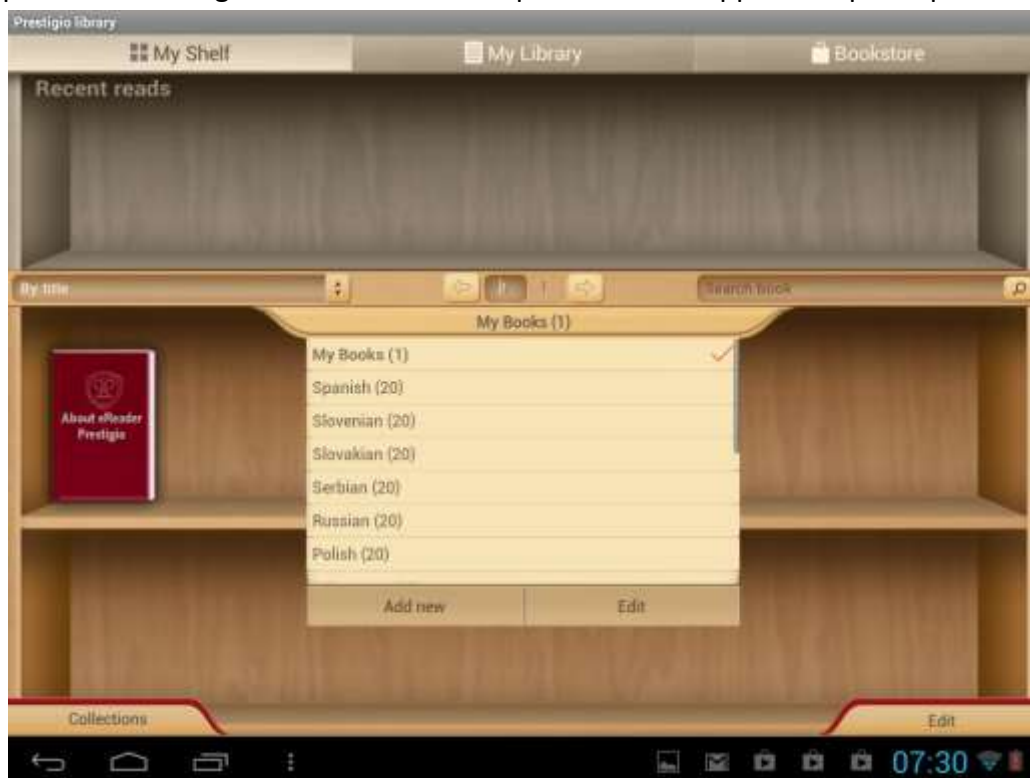 Prestigio library
My Shelf
My Library
Bookstore
Recent reads
By title
1
Search book
My Books (1)
About eReader
Prestigio
My Books (1)
Spanish (20)
Slovenian (20)
Slovakian (20)
Serbian (20)
Russian (20)
Polish (20)
Add new
Edit
Collections
Edit
07:30